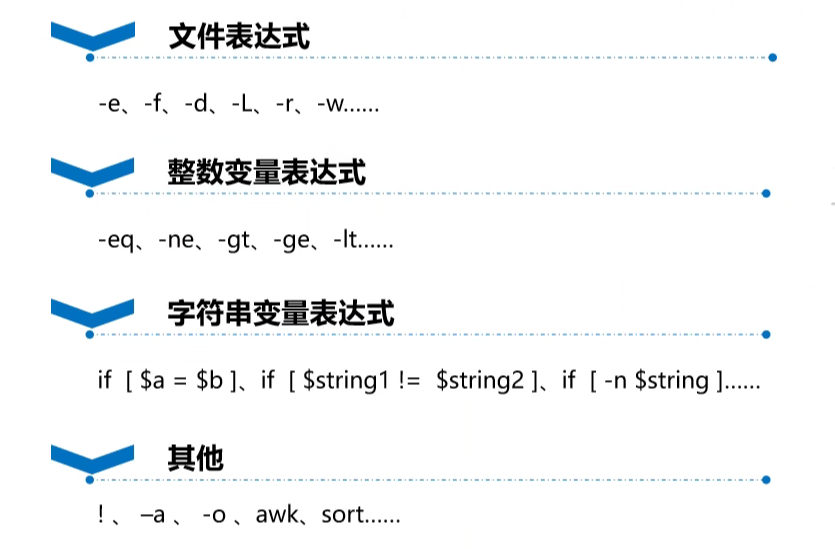 文件表达式
-e、-f、-d、-L、-r、-w......
整数变量表达式
-eq、-ne、-gt、-ge、-lt......
字符串变量表达式
if [ $a = $b ]、if [ $string1 != $string2 ]、if [ -n $string ]......
其他
! 、 –a 、 -o 、awk、sort......